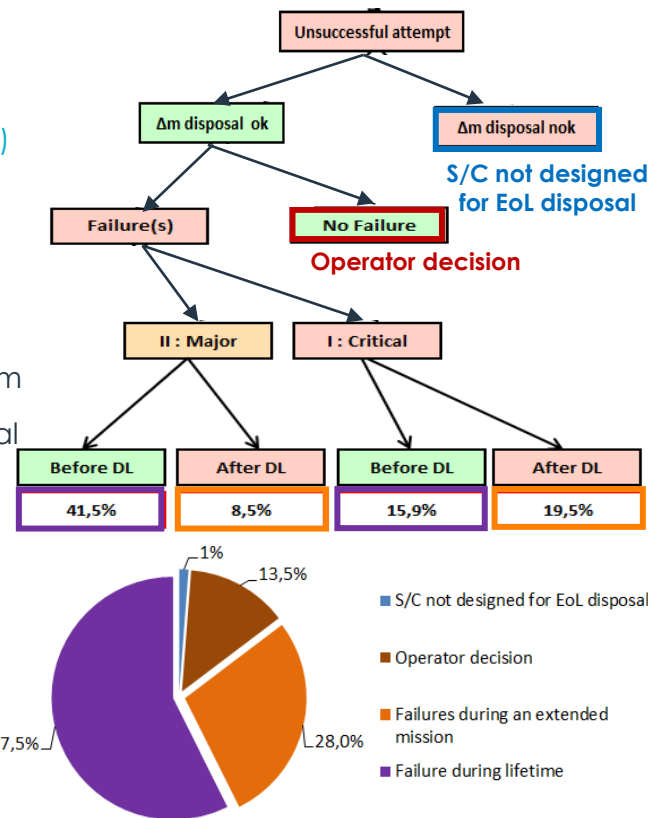 Unsuccessful attempt
)
Δm disposal ok
Δm disposal nok
S/C not designed
for EoL disposal
Failure(s)
No Failure
Operator decision
II : Major
I : Critical
m
al
Before DL
After DL
Before DL
After DL
41,5%
8,5%
15,9%
19,5%
1%
13,5%
28,0%
7,5%
S/C not designed for EoL disposal
Operator decision
Failures during an extended
mission
Failure during lifetime